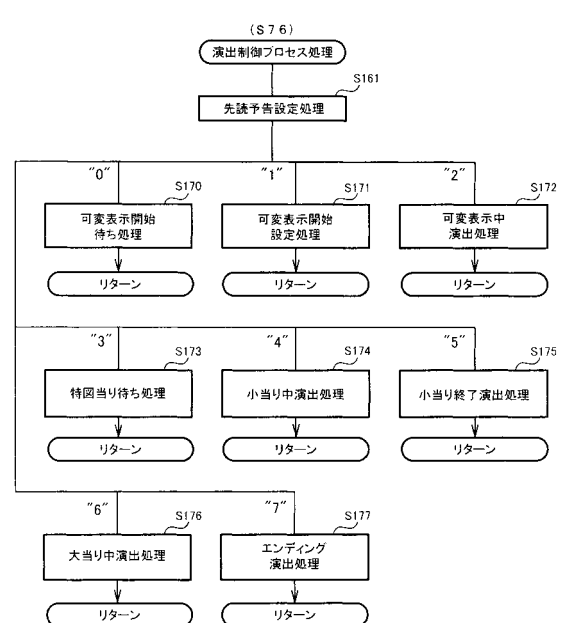 (S76)
演出制御プロセス処理
S161
先読予告設定処理
"0"
"1"
"2"
S170
S171
S172
可変表示開始
待ち処理
可変表示開始
設定処理
可変表示中
演出処理
リターン
リターン
リターン
"3"
"4"
"5"
S173
S174
S175
特図当り待ち処理
小当り中演出処理
小当り終了演出処理
リターン
リターン
リターン
"6"
"7"
S176
S177
大当り中演出処理
エンディング
演出処理
リターン
リターン